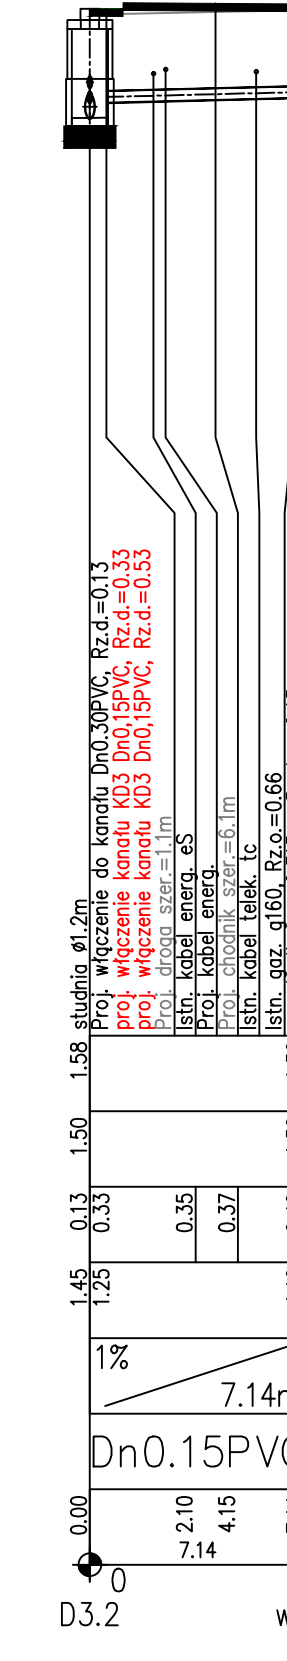 studnia ø1.2m
Proj. włączenie do kanału Dn0.30PVC, Rz.d.=0.13
proj. włączenie kanału KD3 Dn0,15PVC, Rz.d.=0.33
proj. włączenie kanału KD3 Dn0,15PVC, Rz.d.=0.53
Proj. droga szer.=1.1m
Istn. kabel energ. eS
Proj. kabel energ.
Proj. chodnik szer.=6.1m
Istn. kabel telek. tc
Istn. gaz. g160, Rz.o.=0.66
1.58
1.50
0.13
0.33
0.35
0.37
1.45
1.25
1%
7.14m
Dn0.15PVC
0.00
2.10
4.15
7.14
0
D3.2
w